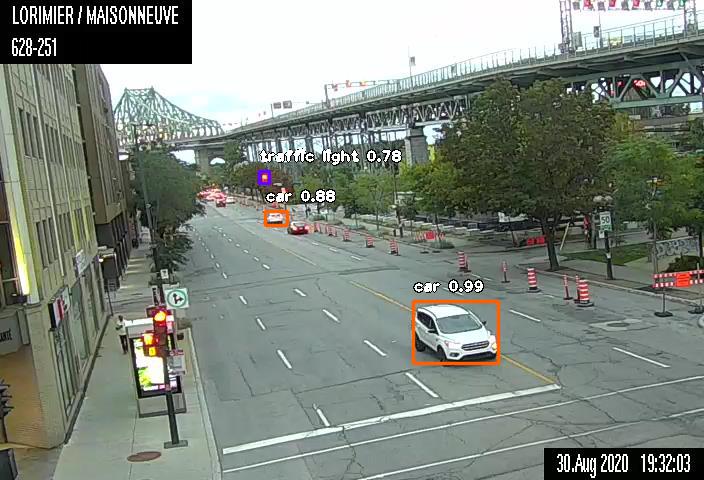 LORIMIER / MAISONNEUVE
628-251
traffic light 0.78
car 0.88
50
car 0.99
30.Aug 2020 19:32:03